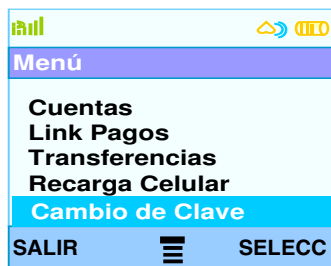 Menú
Cuentas
Link Pagos
Transferencias
Recarga Celular
Cambio de Clave
SALIR SELECC